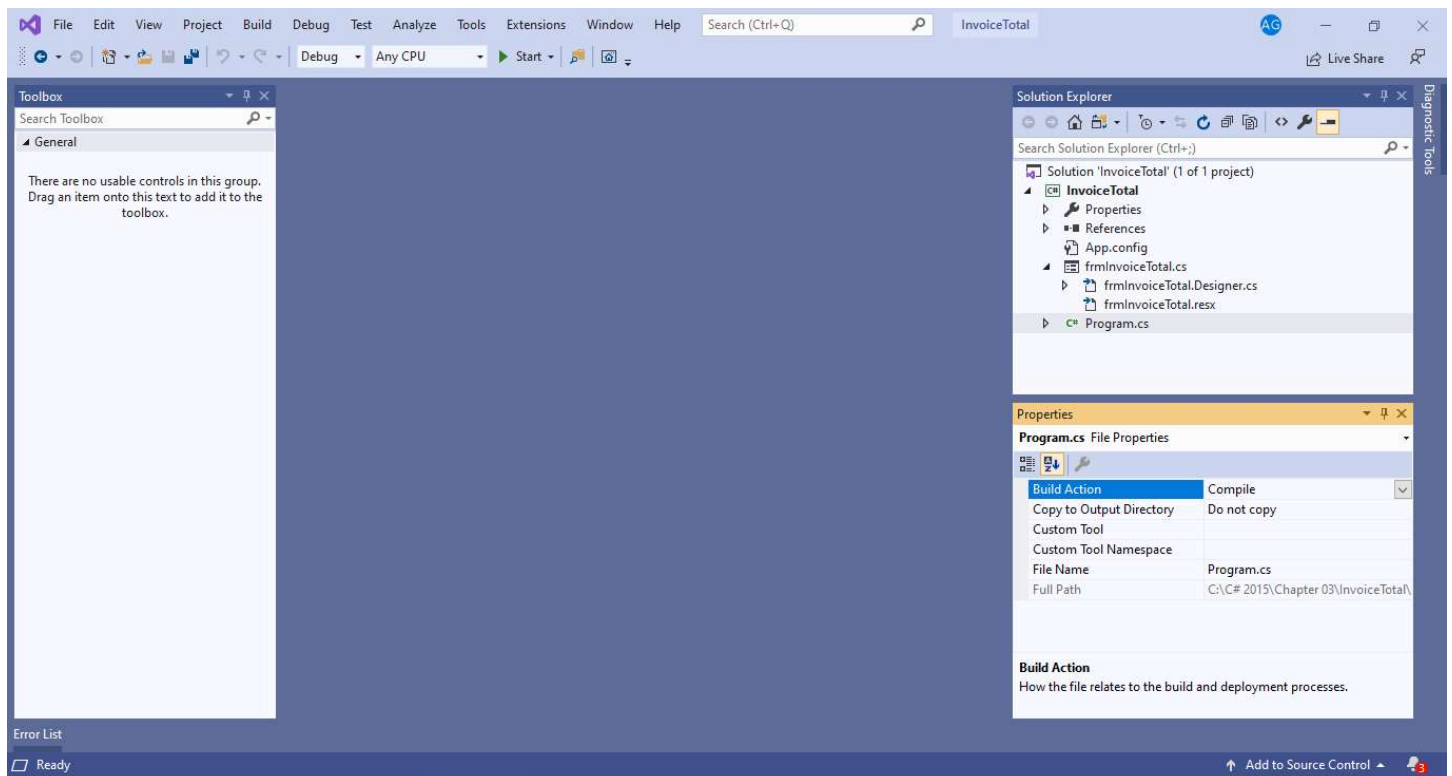 File Edit View Project Build Debug Test Analyze Tools Extensions Window Help Search (Ctrl+Q) InvoiceTotal AG
Debug Any CPU Start Live Share
Toolbox
Search Toolbox
General
There are no usable controls in this group.
Drag an item onto this text to add it to the
toolbox.
Solution Explorer
Search Solution Explorer (Ctrl+;)
Solution 'InvoiceTotal' (1 of 1 project)
C# InvoiceTotal
Properties
References
App.config
frmInvoiceTotal.cs
frmInvoiceTotal.Designer.cs
frmInvoiceTotal.resx
C# Program.cs
Diagnostic Tools
Properties
Program.cs File Properties
Build Action Compile
Copy to Output Directory Do not copy
Custom Tool
Custom Tool Namespace
File Name Program.cs
Full Path C:\C# 2015\Chapter 03\InvoiceTotal\
Build Action
How the file relates to the build and deployment processes.
Error List
Ready Add to Source Control 3